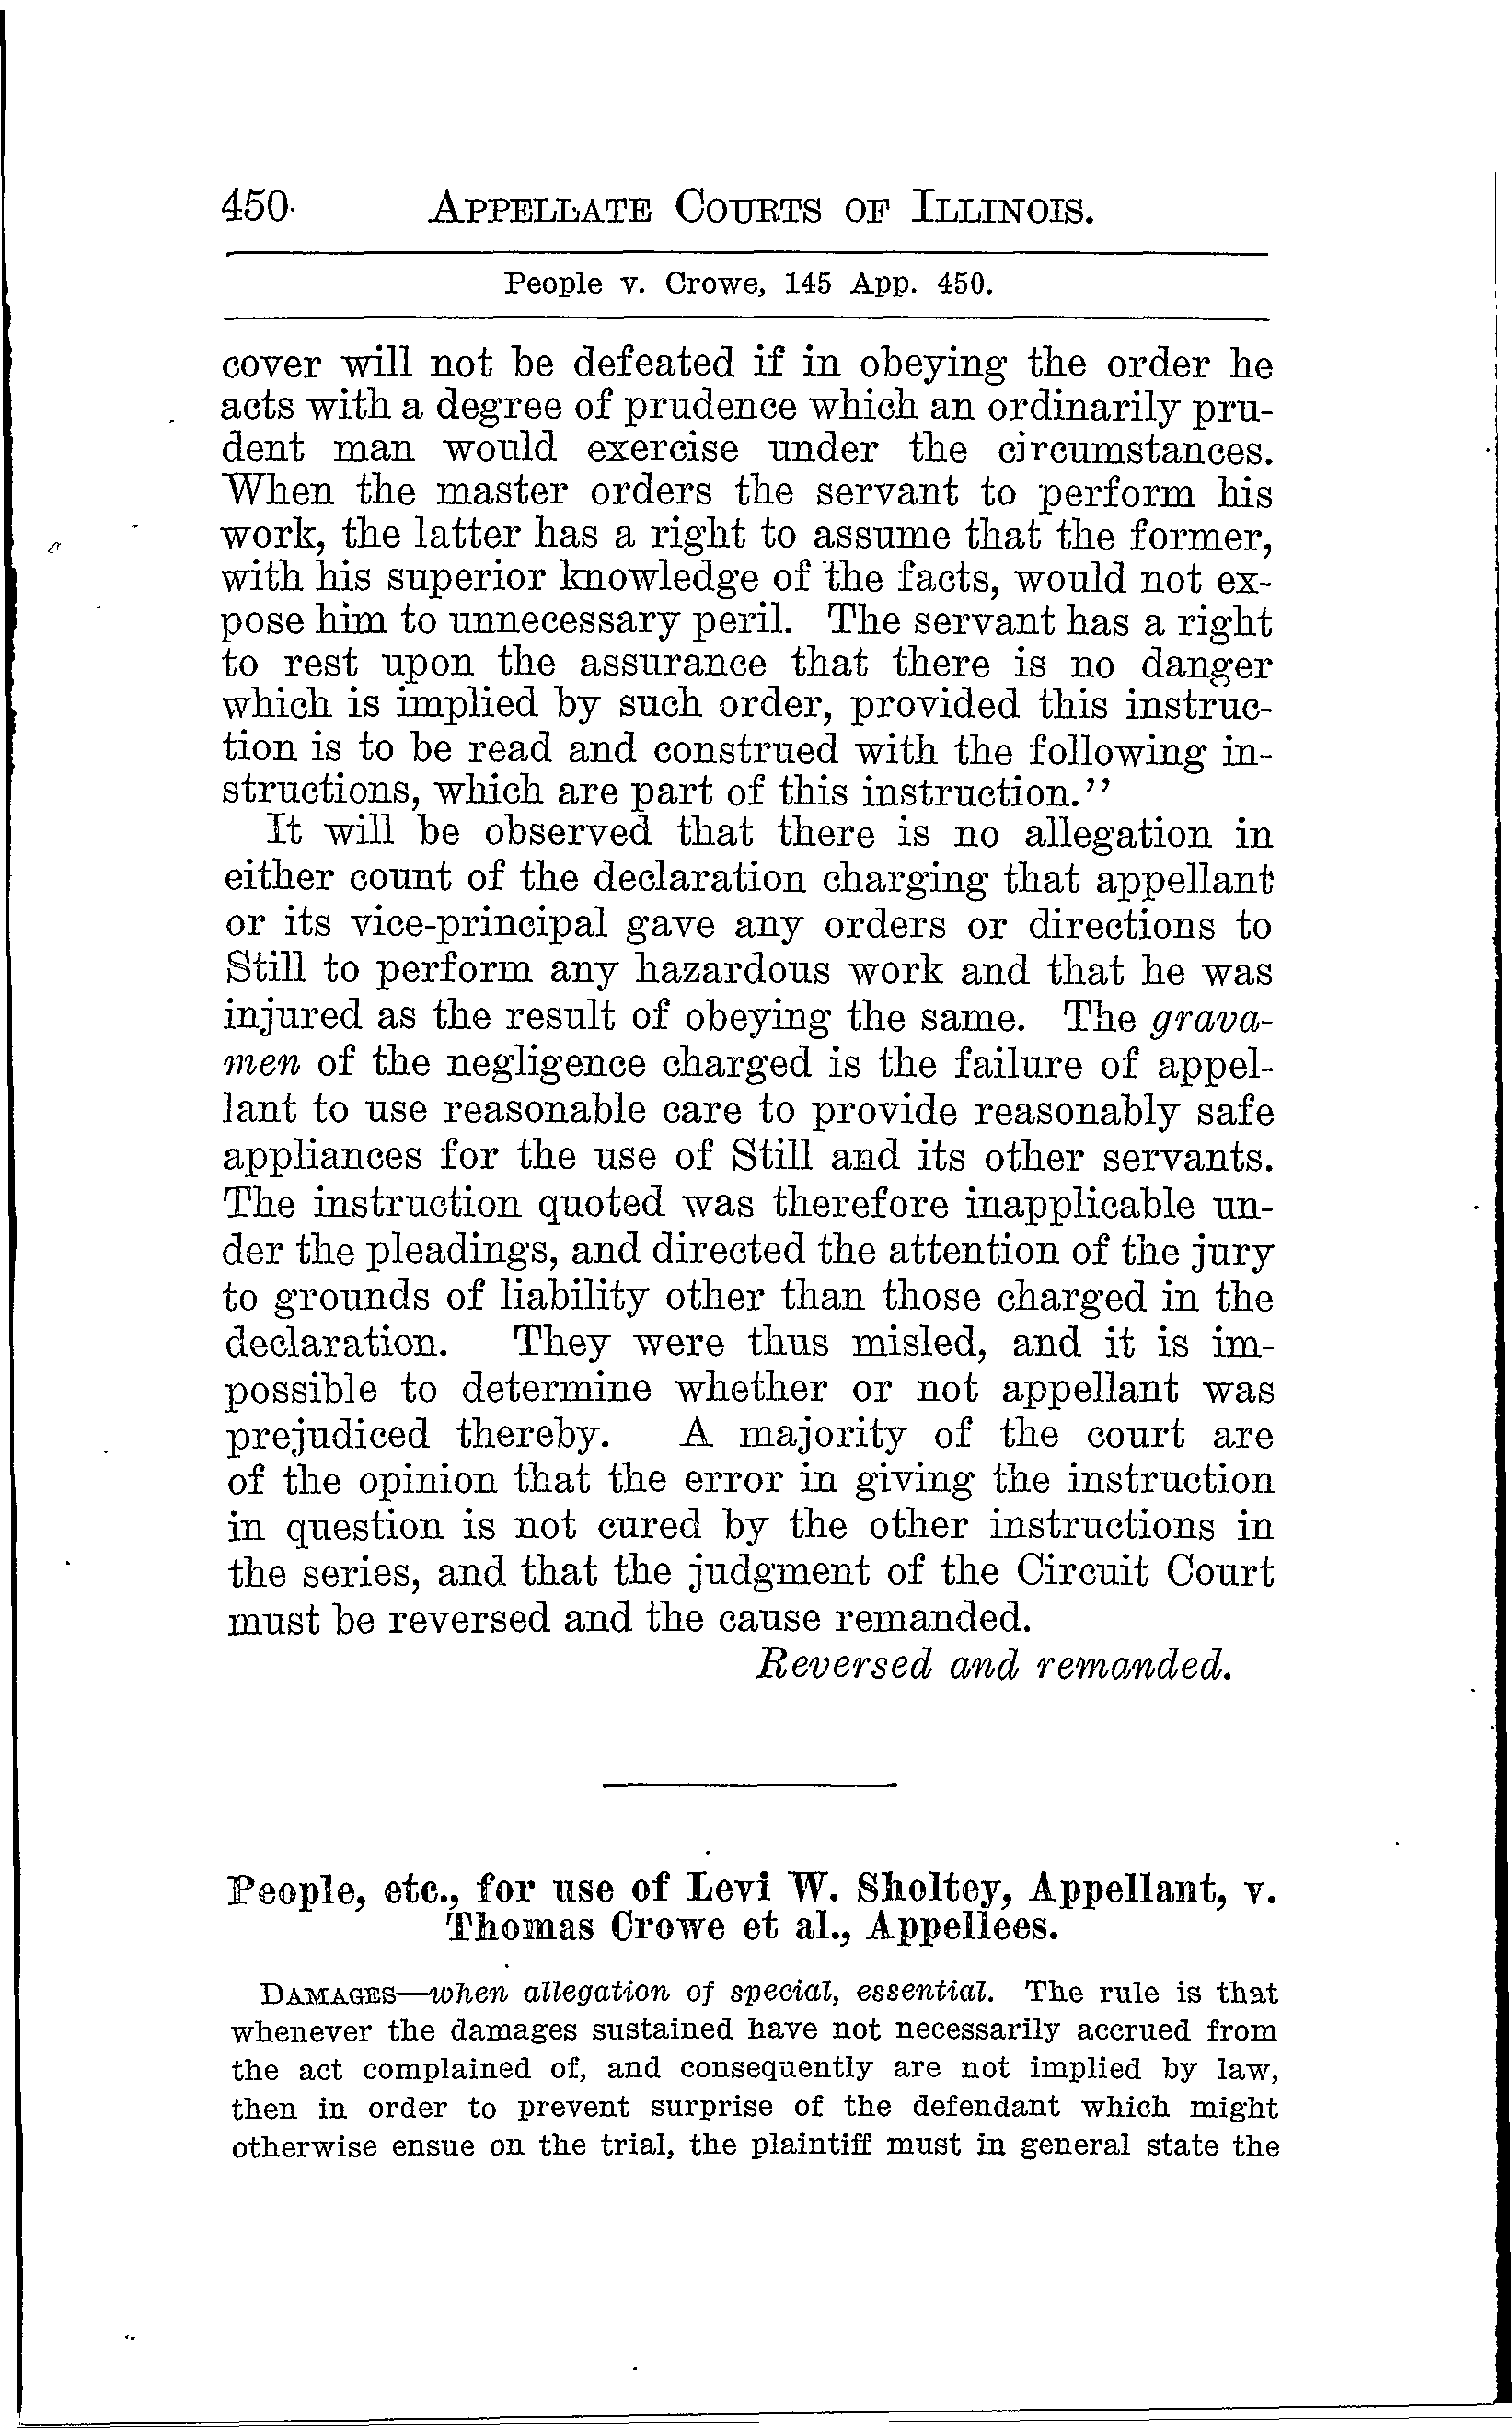 450 APPELLATE COURTS OF ILLINOIS.
People v. Crowe, 145 App. 450.
cover will not be defeated if in obeying the order he
acts with a degree of prudence which an ordinarily pru-
dent man would exercise under the circumstances.
When the master orders the servant to perform his
work, the latter has a right to assume that the former,
with his superior knowledge of the facts, would not ex-
pose him to unnecessary peril. The servant has a right
to rest upon the assurance that there is no danger
which is implied by such order, provided this instruc-
tion is to be read and construed with the following in-
structions, which are part of this instruction.’’
It will be observed that there is no allegation in
either count of the declaration charging that appellant
or its vice-principal gave any orders or directions to
Still to perform any hazardous work and that he was
injured as the result of obeying the same. The grava-
men of the negligence charged is the failure of appel-
lant to use reasonable care to provide reasonably safe
appliances for the use of Still and its other servants.
The instruction quoted was therefore inapplicable un-
der the pleadings, and directed the attention of the jury
to grounds of liability other than those charged in the
declaration. They were thus misled, and it is im-
possible to determine whether or not appellant was
prejudiced thereby. A majority of the court are
of the opinion that the error in giving the instruction
in question is not cured by the other instructions in
the series, and that the judgment of the Circuit Court
must be reversed and the cause remanded.
Reversed and remanded.
People, etc., for use of Levi W. Sholtey, Appellant, v.
Thomas Crowe et al., Appellees.
DAMAGES—when allegation of special, essential. The rule is that
whenever the damages sustained have not necessarily accrued from
the act complained of, and consequently are not implied by law,
then in order to prevent surprise of the defendant which might
otherwise ensue on the trial, the plaintiff must in general state the